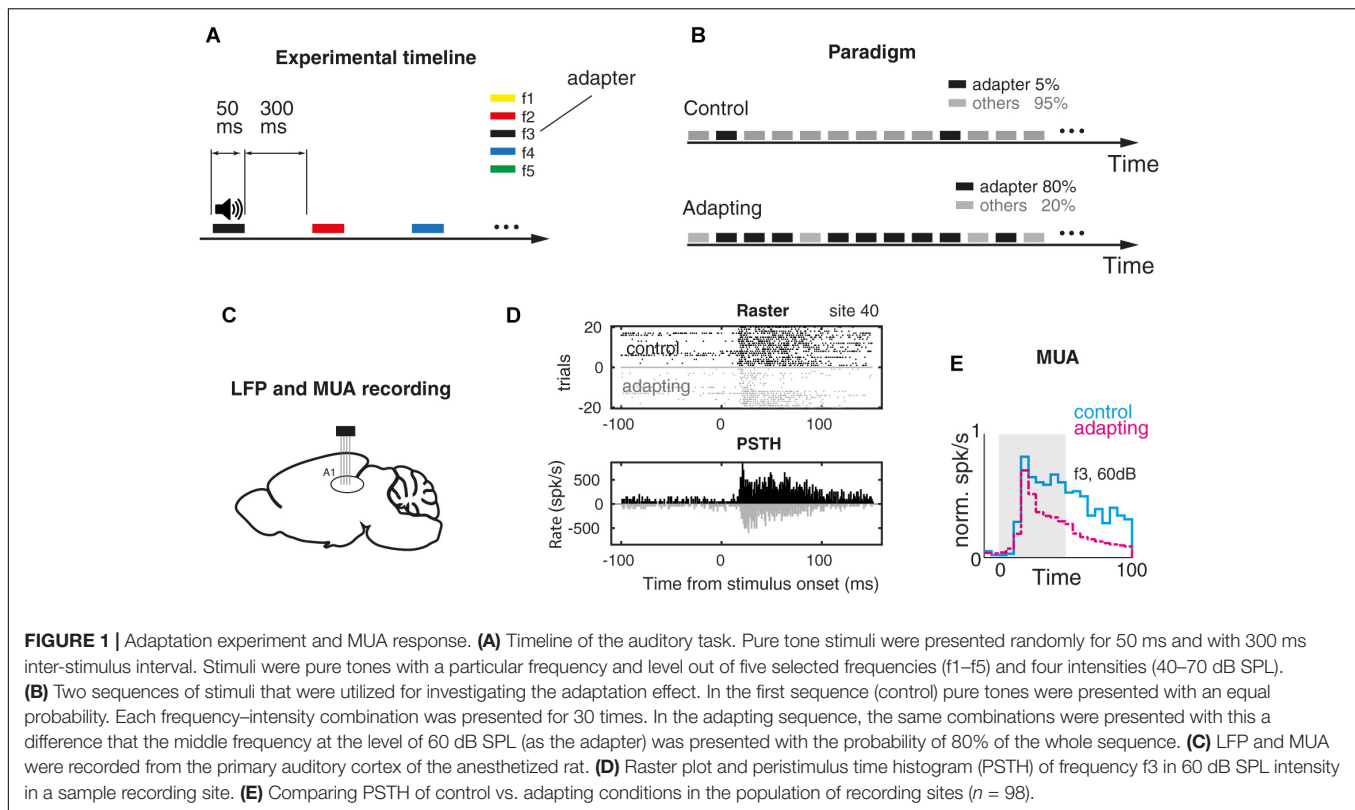 A
Experimental timeline
50
ms
300
ms
adapter
f1
f2
f3
f4
f5
•••
B
Paradigm
adapter 5%
others 95%
Control
•••
Time
adapter 80%
others 20%
Adapting
•••
Time
C
LFP and MUA recording
A1
D
Raster
site 40
trials
20
0
-20
control
adapting
-100
0
100
PSTH
Rate (spk/s)
500
0
-500
-100
0
100
Time from stimulus onset (ms)
E
MUA
control
adapting
f3, 60dB
norm. spk/s
1
0
0
Time
100
FIGURE 1 | Adaptation experiment and MUA response. (A) Timeline of the auditory task. Pure tone stimuli were presented randomly for 50 ms and with 300 ms
inter-stimulus interval. Stimuli were pure tones with a particular frequency and level out of five selected frequencies (f1–f5) and four intensities (40–70 dB SPL).
(B) Two sequences of stimuli that were utilized for investigating the adaptation effect. In the first sequence (control) pure tones were presented with an equal
probability. Each frequency–intensity combination was presented for 30 times. In the adapting sequence, the same combinations were presented with this a
difference that the middle frequency at the level of 60 dB SPL (as the adapter) was presented with the probability of 80% of the whole sequence. (C) LFP and MUA
were recorded from the primary auditory cortex of the anesthetized rat. (D) Raster plot and peristimulus time histogram (PSTH) of frequency f3 in 60 dB SPL intensity
in a sample recording site. (E) Comparing PSTH of control vs. adapting conditions in the population of recording sites (n = 98).